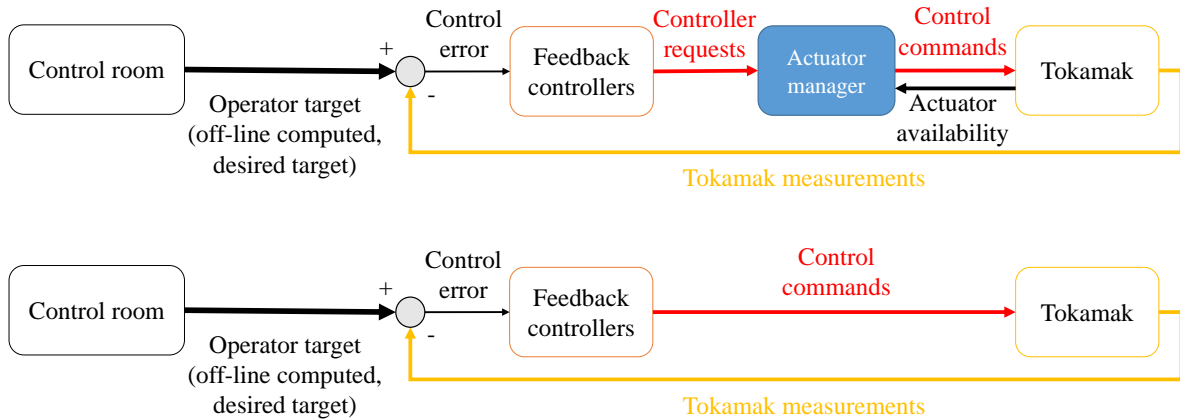 Control room
Operator target
(off-line computed,
desired target)
+
-
Control
error
Feedback
controllers
Controller
requests
Actuator
manager
Control
commands
Actuator
availability
Tokamak
Tokamak measurements
Control room
Operator target
(off-line computed,
desired target)
+
-
Control
error
Feedback
controllers
Control
commands
Tokamak
Tokamak measurements